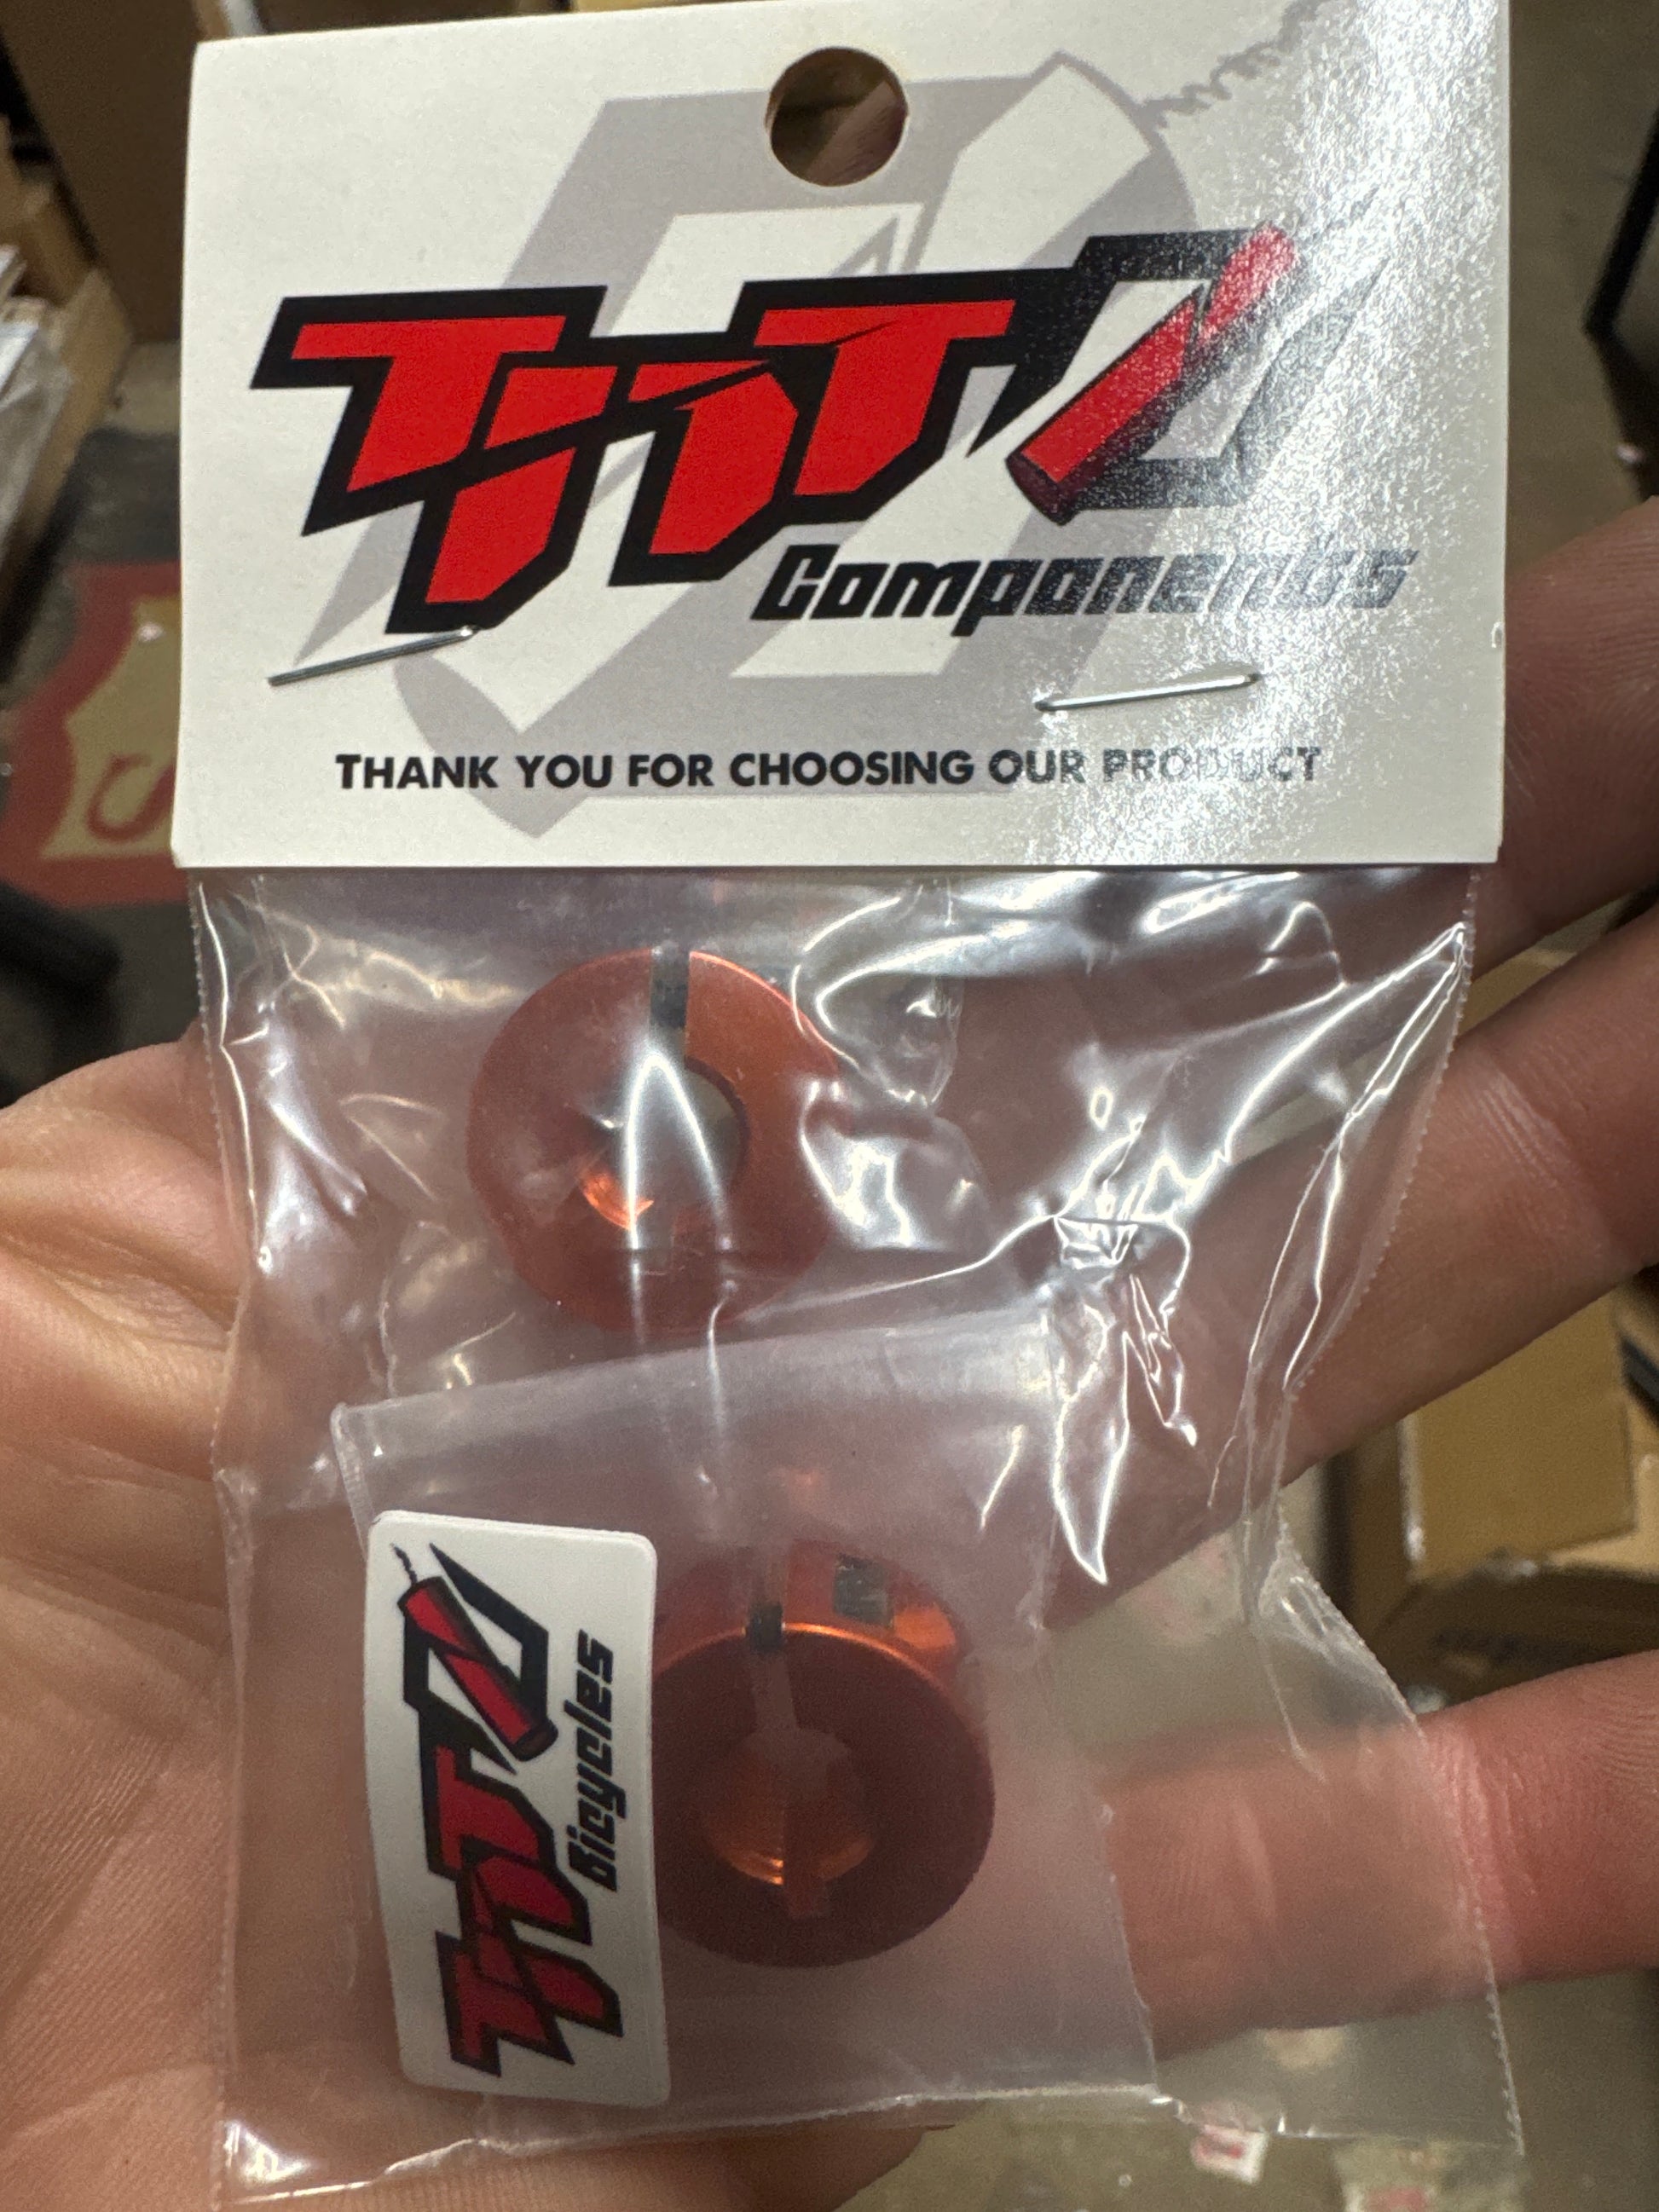 TNT
Components
THANK YOU FOR CHOOSING OUR PRODUCT
TNT
Bicycles